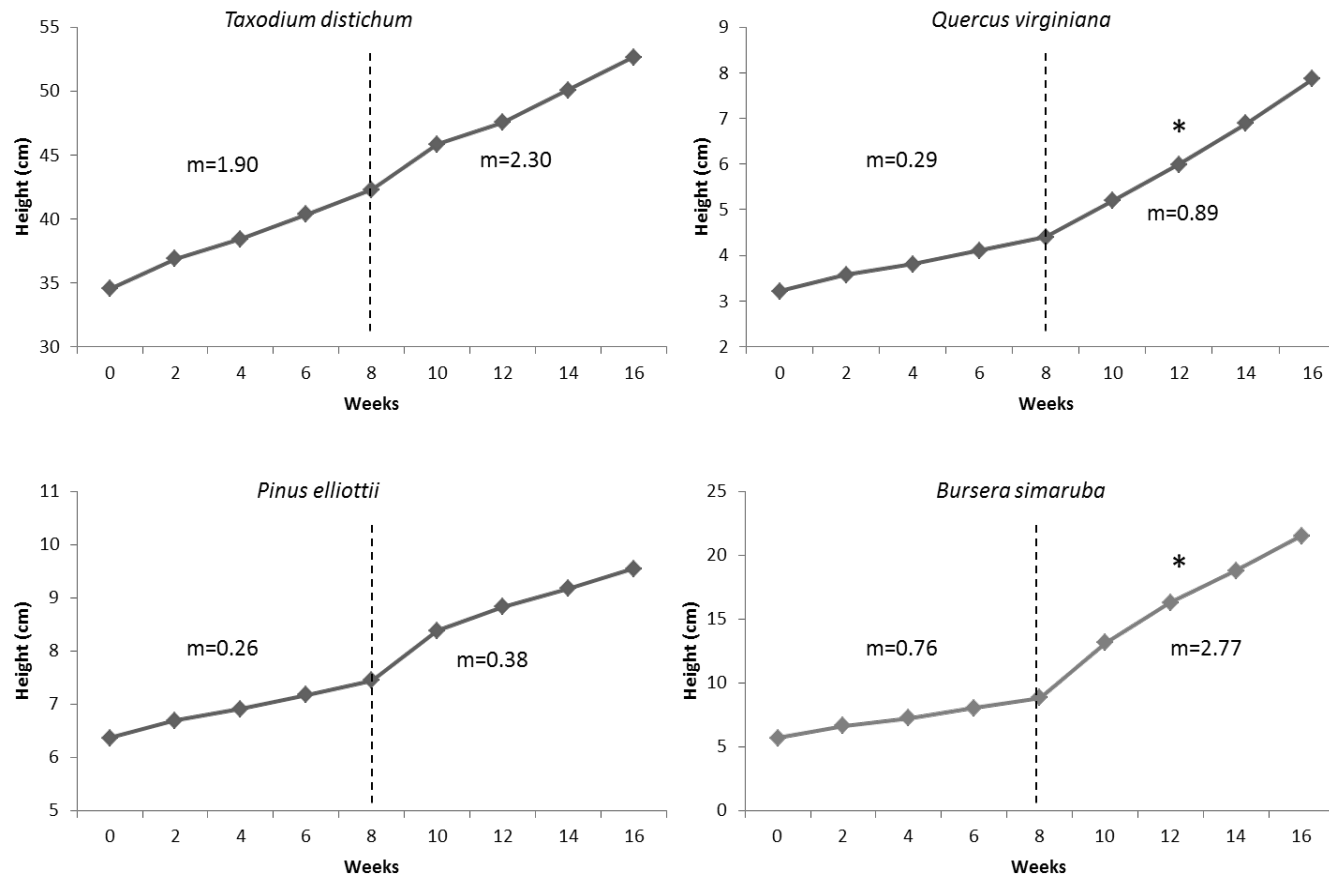 Taxodium distichum
55
50
45
40
35
30
Height (cm)
m=1.90
m=2.30
0 2 4 6 8 10 12 14 16
Weeks
Quercus virginiana
9
8
7
6
5
4
3
2
Height (cm)
m=0.29
*
m=0.89
0 2 4 6 8 10 12 14 16
Weeks
Pinus elliottii
11
10
9
8
7
6
5
Height (cm)
m=0.26
m=0.38
0 2 4 6 8 10 12 14 16
Weeks
Bursera simaruba
25
20
15
10
5
0
Height (cm)
*
m=0.76
m=2.77
0 2 4 6 8 10 12 14 16
Weeks